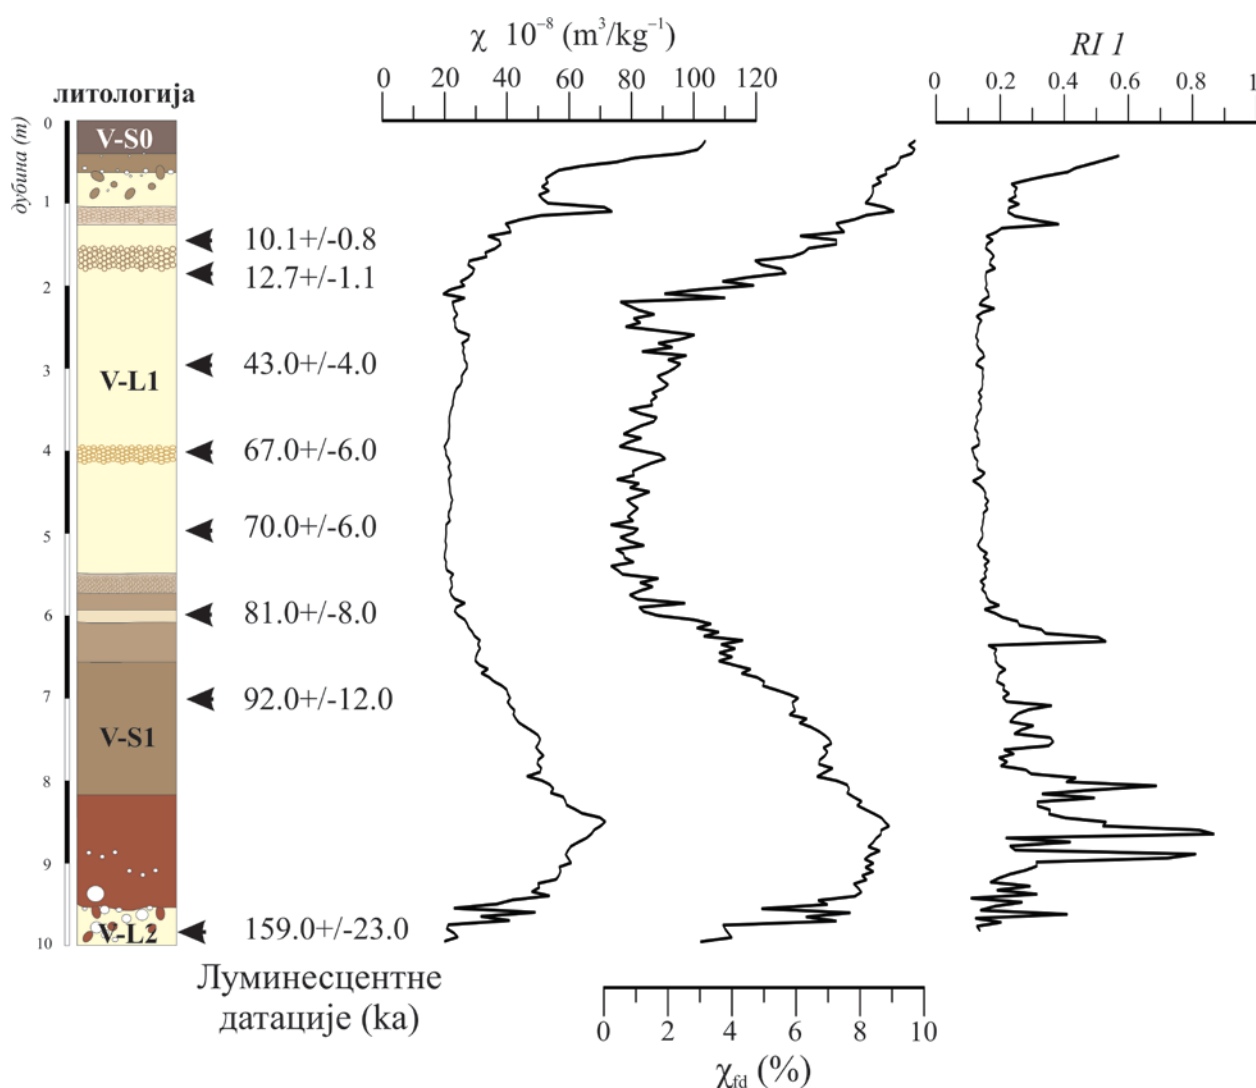 χ 10⁻⁸ (m³/kg⁻¹)
RI 1
0 20 40 60 80 100 120
0 0.2 0.4 0.6 0.8 1
литологија
дубина (m)
0
V-S0
1
10.1+/-0.8
12.7+/-1.1
2
43.0+/-4.0
3
V-L1
67.0+/-6.0
4
70.0+/-6.0
5
81.0+/-8.0
6
92.0+/-12.0
7
V-S1
8
9
159.0+/-23.0
V-L2
10
Луминесцентне
датације (ka)
0 2 4 6 8 10
χfd (%)